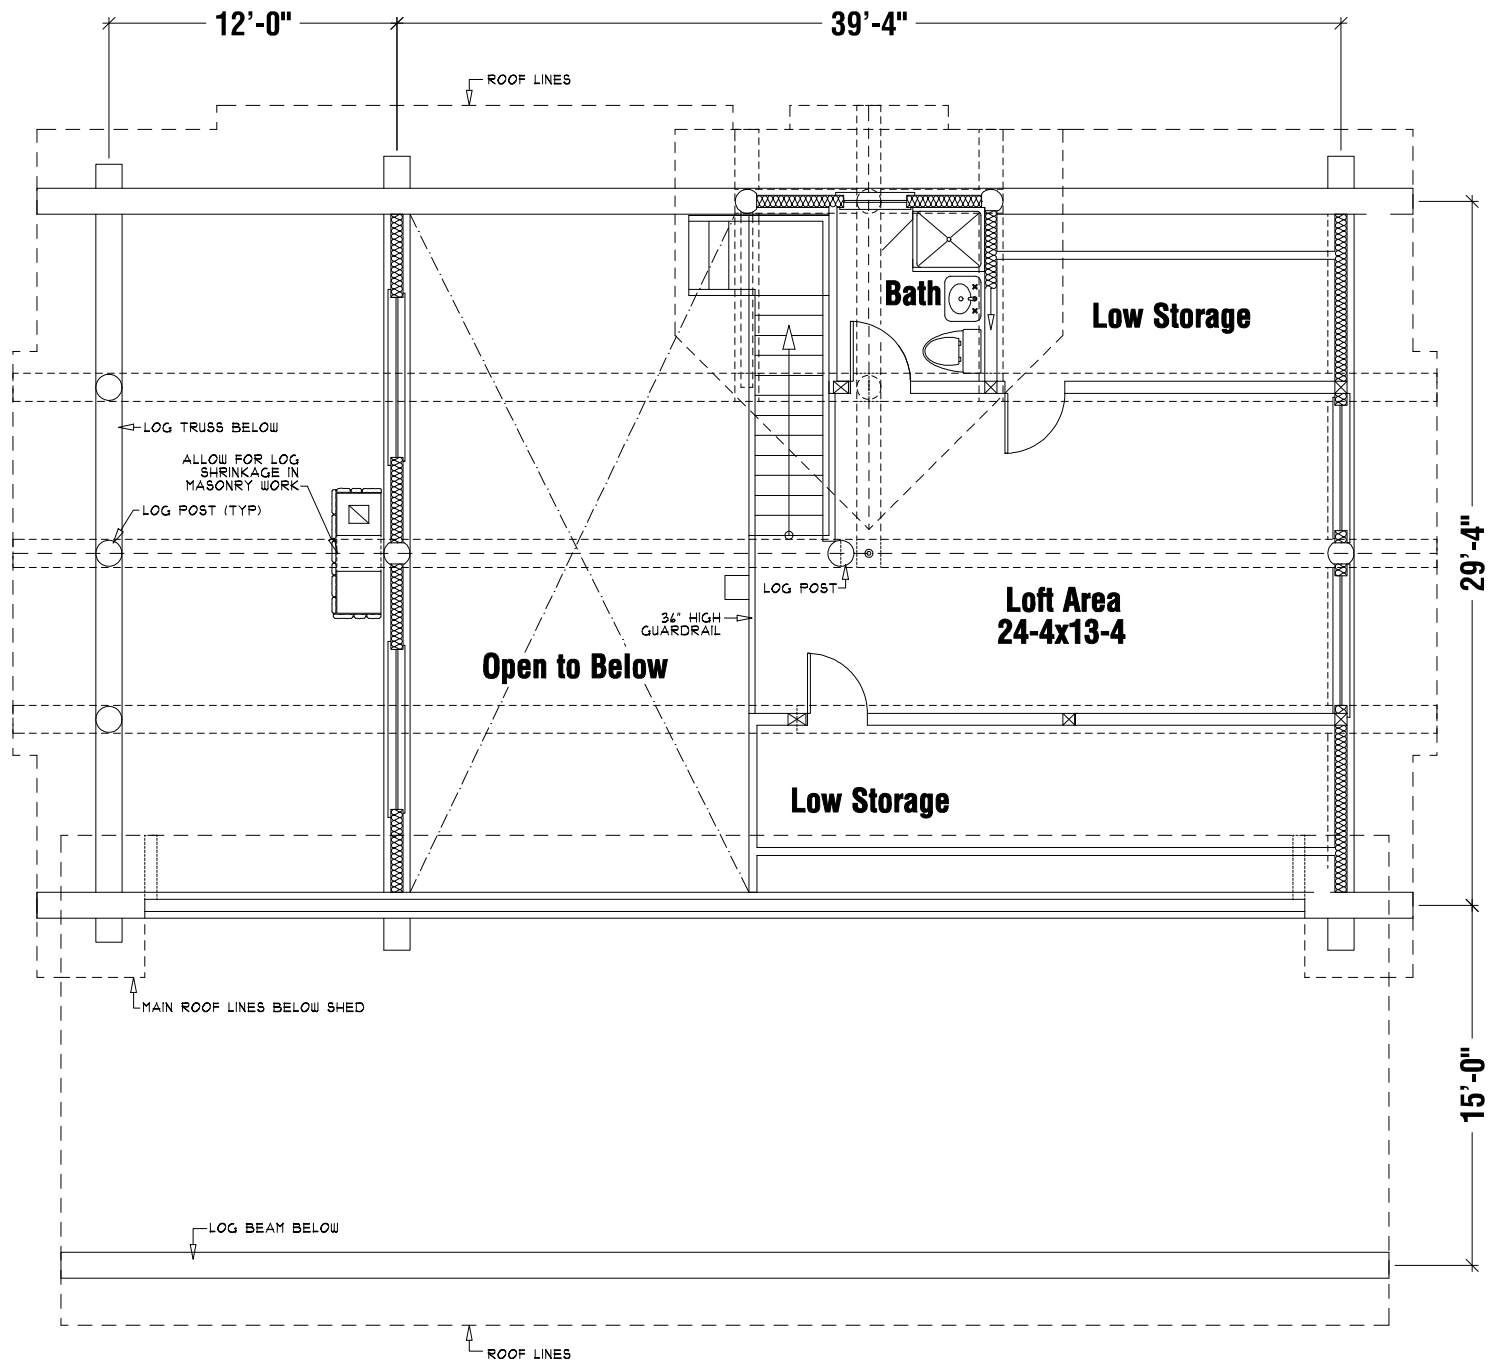 12'-0"
39'-4"
ROOF LINES
Bath
Low Storage
LOG TRUSS BELOW
ALLOW FOR LOG
SHRINKAGE IN
MASONRY WORK
LOG POST (TYP)
29'-4"
LOG POST
Loft Area
24-4x13-4
36" HIGH
GUARDRAIL
Open to Below
Low Storage
MAIN ROOF LINES BELOW SHED
15'-0"
LOG BEAM BELOW
ROOF LINES